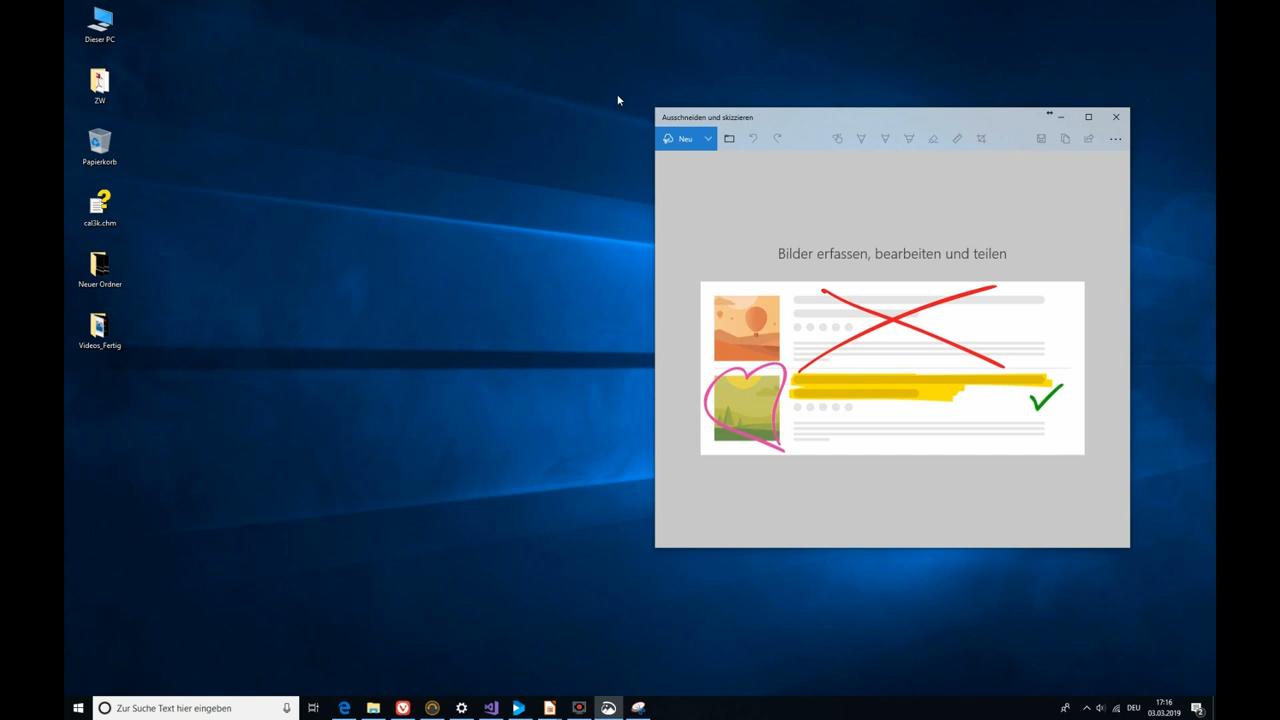 Dieser PC
ZW
Papierkorb
cal3k.chm
Neuer Ordner
Videos_Fertig
Ausschneiden und skizzieren
Neu
Bilder erfassen, bearbeiten und teilen
Zur Suche Text hier eingeben
DEU
17:16
03.03.2019
2